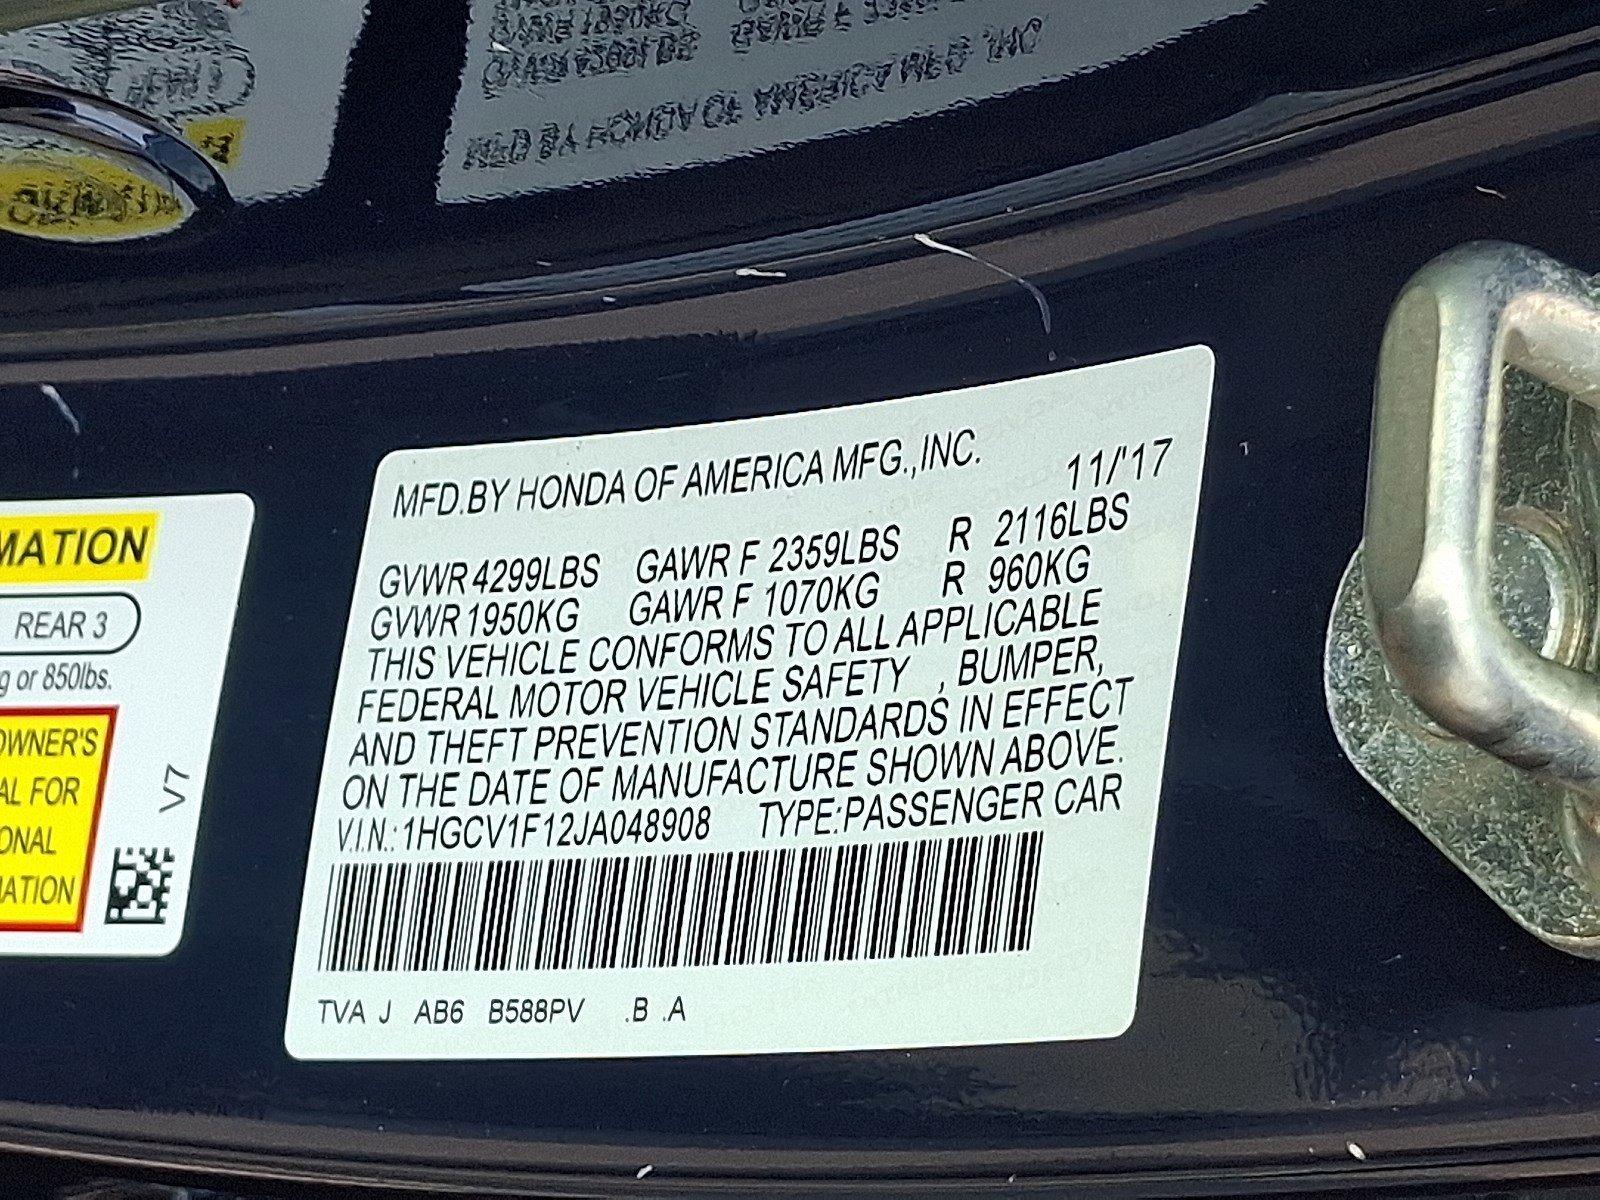 MATION
REAR 3
g or 850lbs.
OWNER'S
AL FOR
ONAL
MATION
V7
MFD.BY HONDA OF AMERICA MFG.,INC.
11/'17
GVWR 4299LBS GAWR F 2359LBS R 2116LBS
GVWR 1950KG GAWR F 1070KG R 960KG
THIS VEHICLE CONFORMS TO ALL APPLICABLE
FEDERAL MOTOR VEHICLE SAFETY , BUMPER,
AND THEFT PREVENTION STANDARDS IN EFFECT
ON THE DATE OF MANUFACTURE SHOWN ABOVE.
V.I.N.: 1HGCV1F12JA048908 TYPE:PASSENGER CAR
TVA J AB6 B588PV .B .A